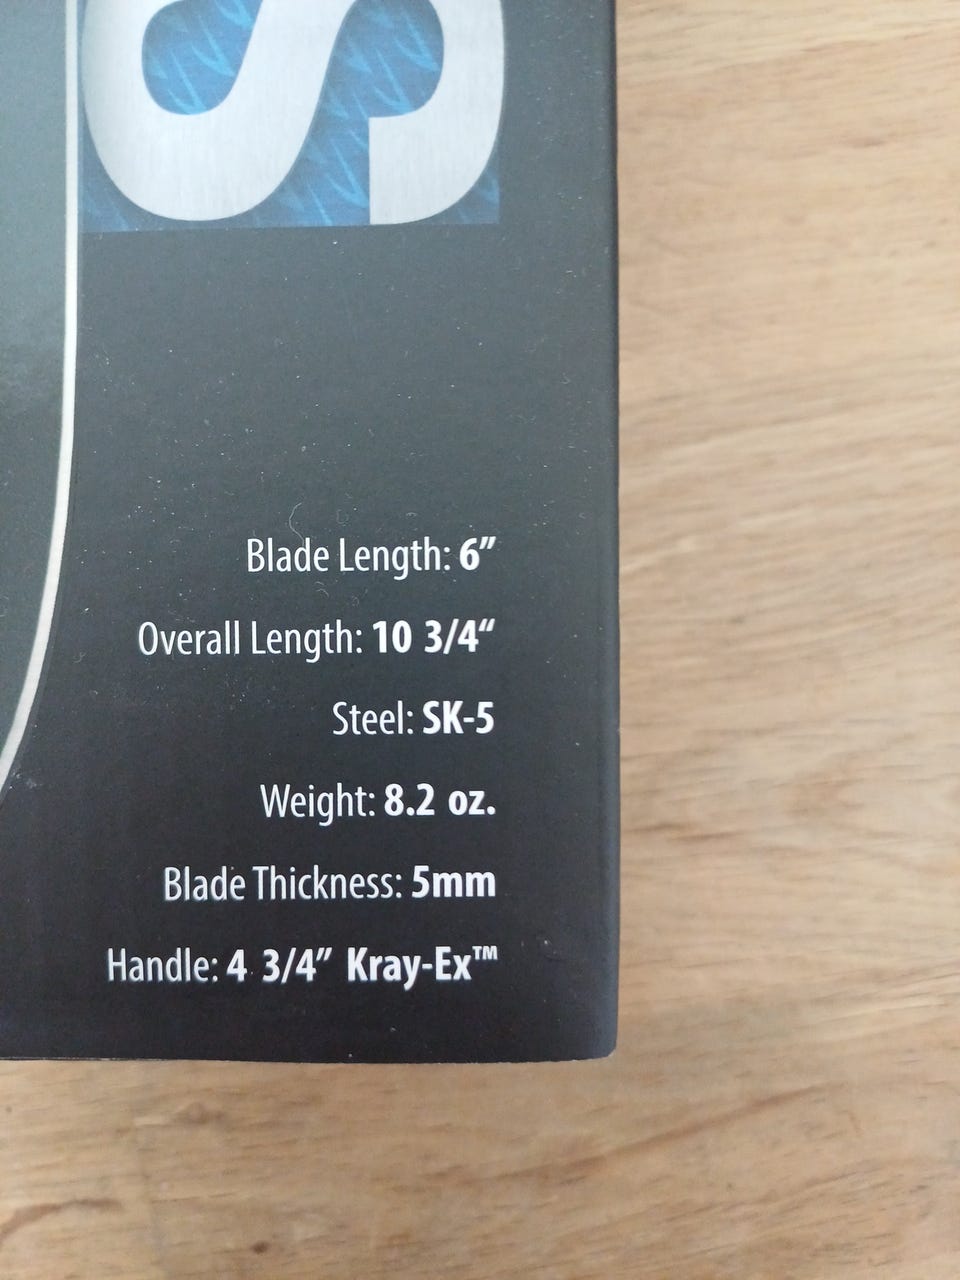 S
Blade Length: 6”
Overall Length: 10 3/4“
Steel: SK-5
Weight: 8.2 oz.
Blade Thickness: 5mm
Handle: 4 3/4” Kray-Ex™